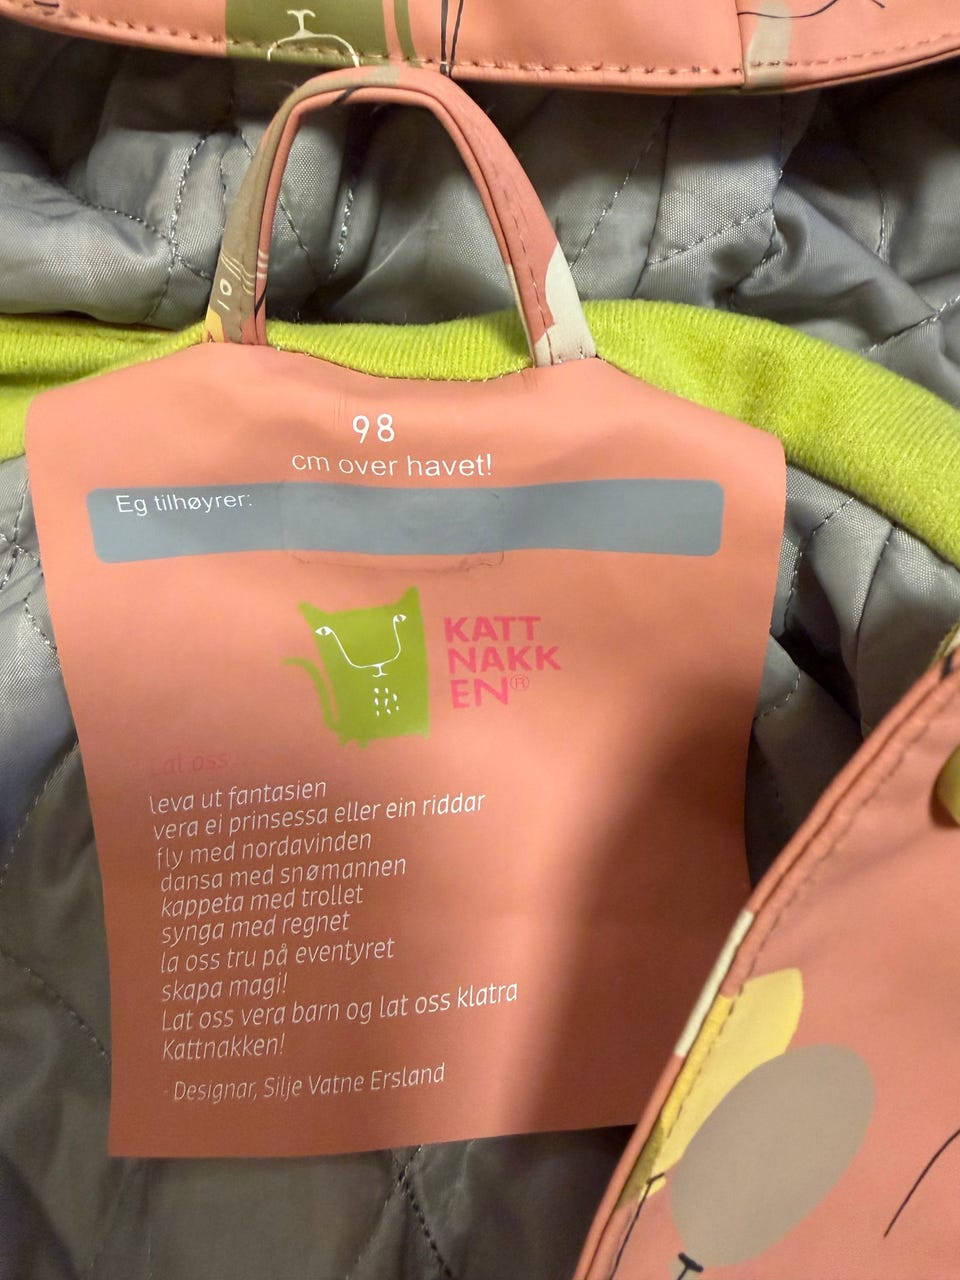 98
cm over havet!
Eg tilhøyrer:
KATT
NAKK
EN®
Lat oss...
leva ut fantasien
vera ei prinsessa eller ein riddar
fly med nordavinden
dansa med snømannen
kappeta med trollet
synga med regnet
la oss tru på eventyret
skapa magi!
Lat oss vera barn og lat oss klatra
Kattnakken!
- Designar, Silje Vatne Ersland